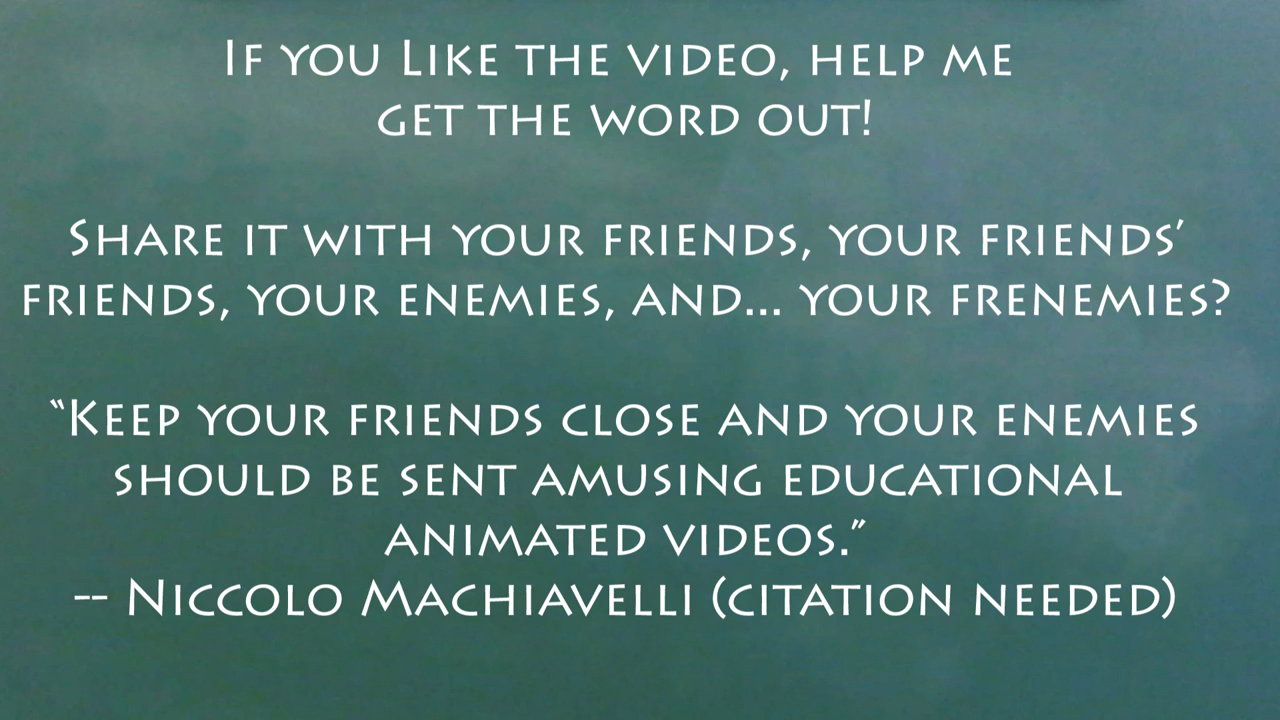 If you Like the video, help me
get the word out!
Share it with your friends, your friends’
friends, your enemies, and... your frenemies?
“Keep your friends close and your enemies
should be sent amusing educational
animated videos.”
-- Niccolo Machiavelli (citation needed)